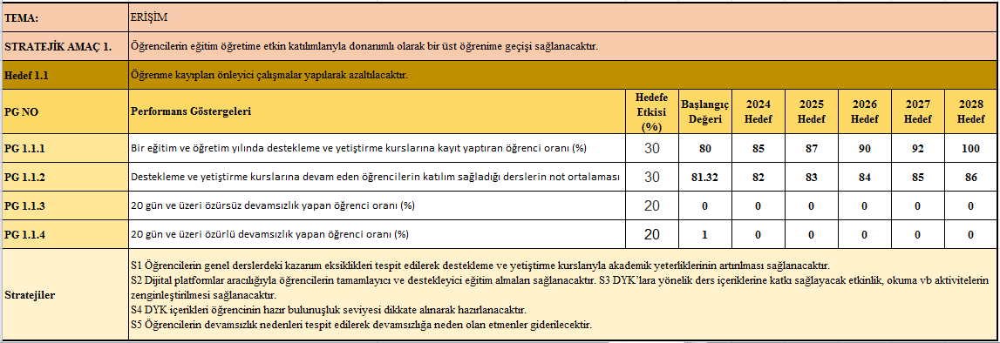 TEMA: ERİŞİM
STRATEJİK AMAÇ 1. Öğrencilerin eğitim öğretime etkin katılımlarıyla donanımlı olarak bir üst öğrenime geçişi sağlanacaktır.
Hedef 1.1 Öğrenme kayıpları önleyici çalışmalar yapılarak azaltılacaktır.
PG NO Performans Göstergeleri Hedefe Etkisi (%) Başlangıç Değeri 2024 Hedef 2025 Hedef 2026 Hedef 2027 Hedef 2028 Hedef
PG 1.1.1 Bir eğitim ve öğretim yılında destekleme ve yetiştirme kurslarına kayıt yaptıran öğrenci oranı (%) 30 80 85 87 90 92 100
PG 1.1.2 Destekleme ve yetiştirme kurslarına devam eden öğrencilerin katılım sağladığı derslerin not ortalaması 30 81.32 82 83 84 85 86
PG 1.1.3 20 gün ve üzeri özürsüz devamsızlık yapan öğrenci oranı (%) 20 0 0 0 0 0 0
PG 1.1.4 20 gün ve üzeri özürlü devamsızlık yapan öğrenci oranı (%) 20 1 0 0 0 0 0
Stratejiler
S1 Öğrencilerin genel derslerdeki kazanım eksiklikleri tespit edilerek destekleme ve yetiştirme kurslarıyla akademik yeterliklerinin artırılması sağlanacaktır.
S2 Dijital platformlar aracılığıyla öğrencilerin tamamlayıcı ve destekleyici eğitim almaları sağlanacaktır. S3 DYK’lara yönelik ders içeriklerine katkı sağlayacak etkinlik, okuma vb aktivitelerin
zenginleştirilmesi sağlanacaktır.
S4 DYK içerikleri öğrencinin hazır bulunuşluk seviyesi dikkate alınarak hazırlanacaktır.
S5 Öğrencilerin devamsızlık nedenleri tespit edilerek devamsızlığa neden olan etmenler giderilecektir.